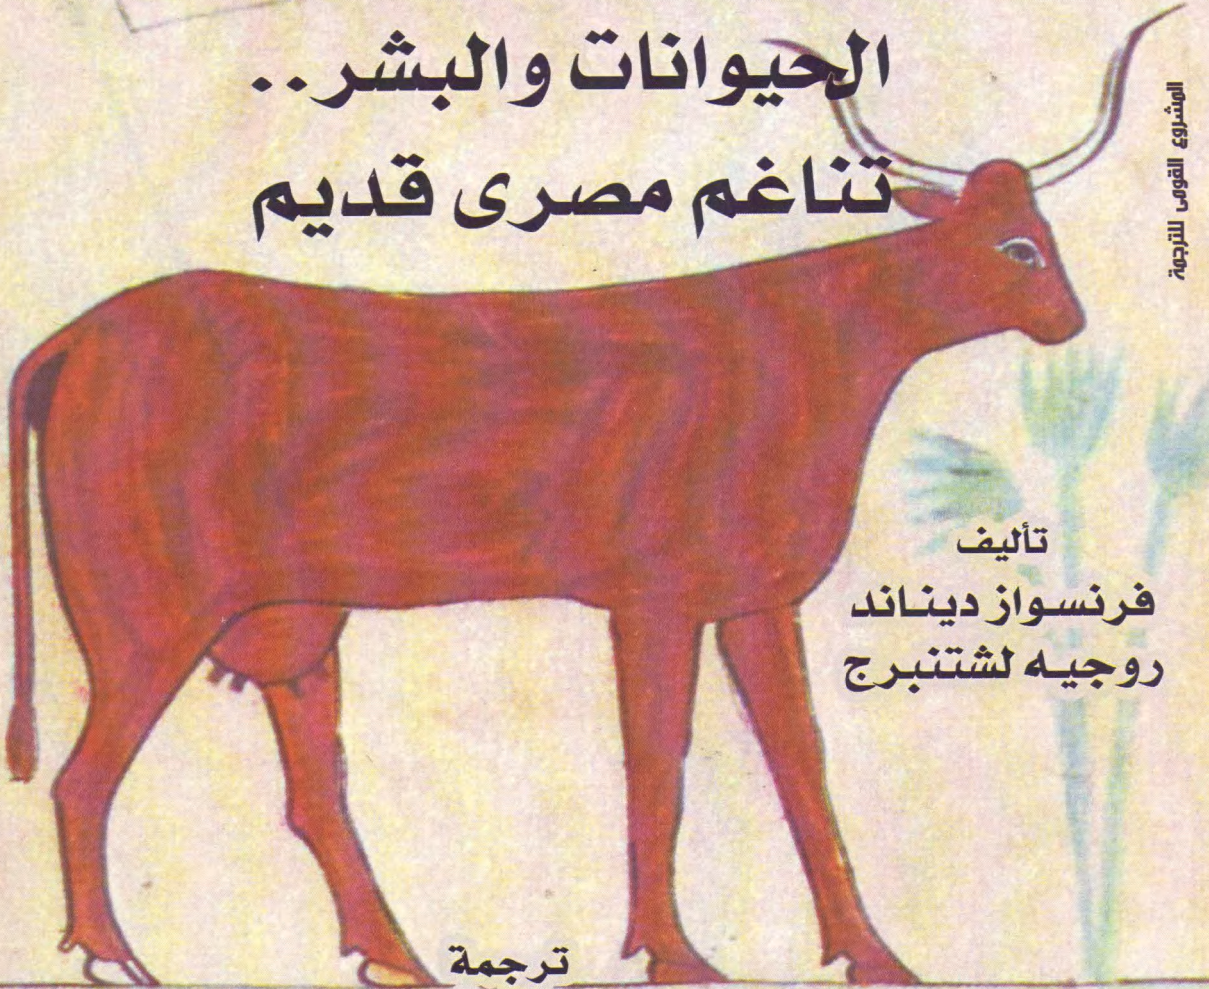 الحيوانات والبشر..
تناغم مصرى قديم
المشروع القومى للترجمة
تأليف
فرنسواز ديناند
روجيه لشتنبرج
ترجمة